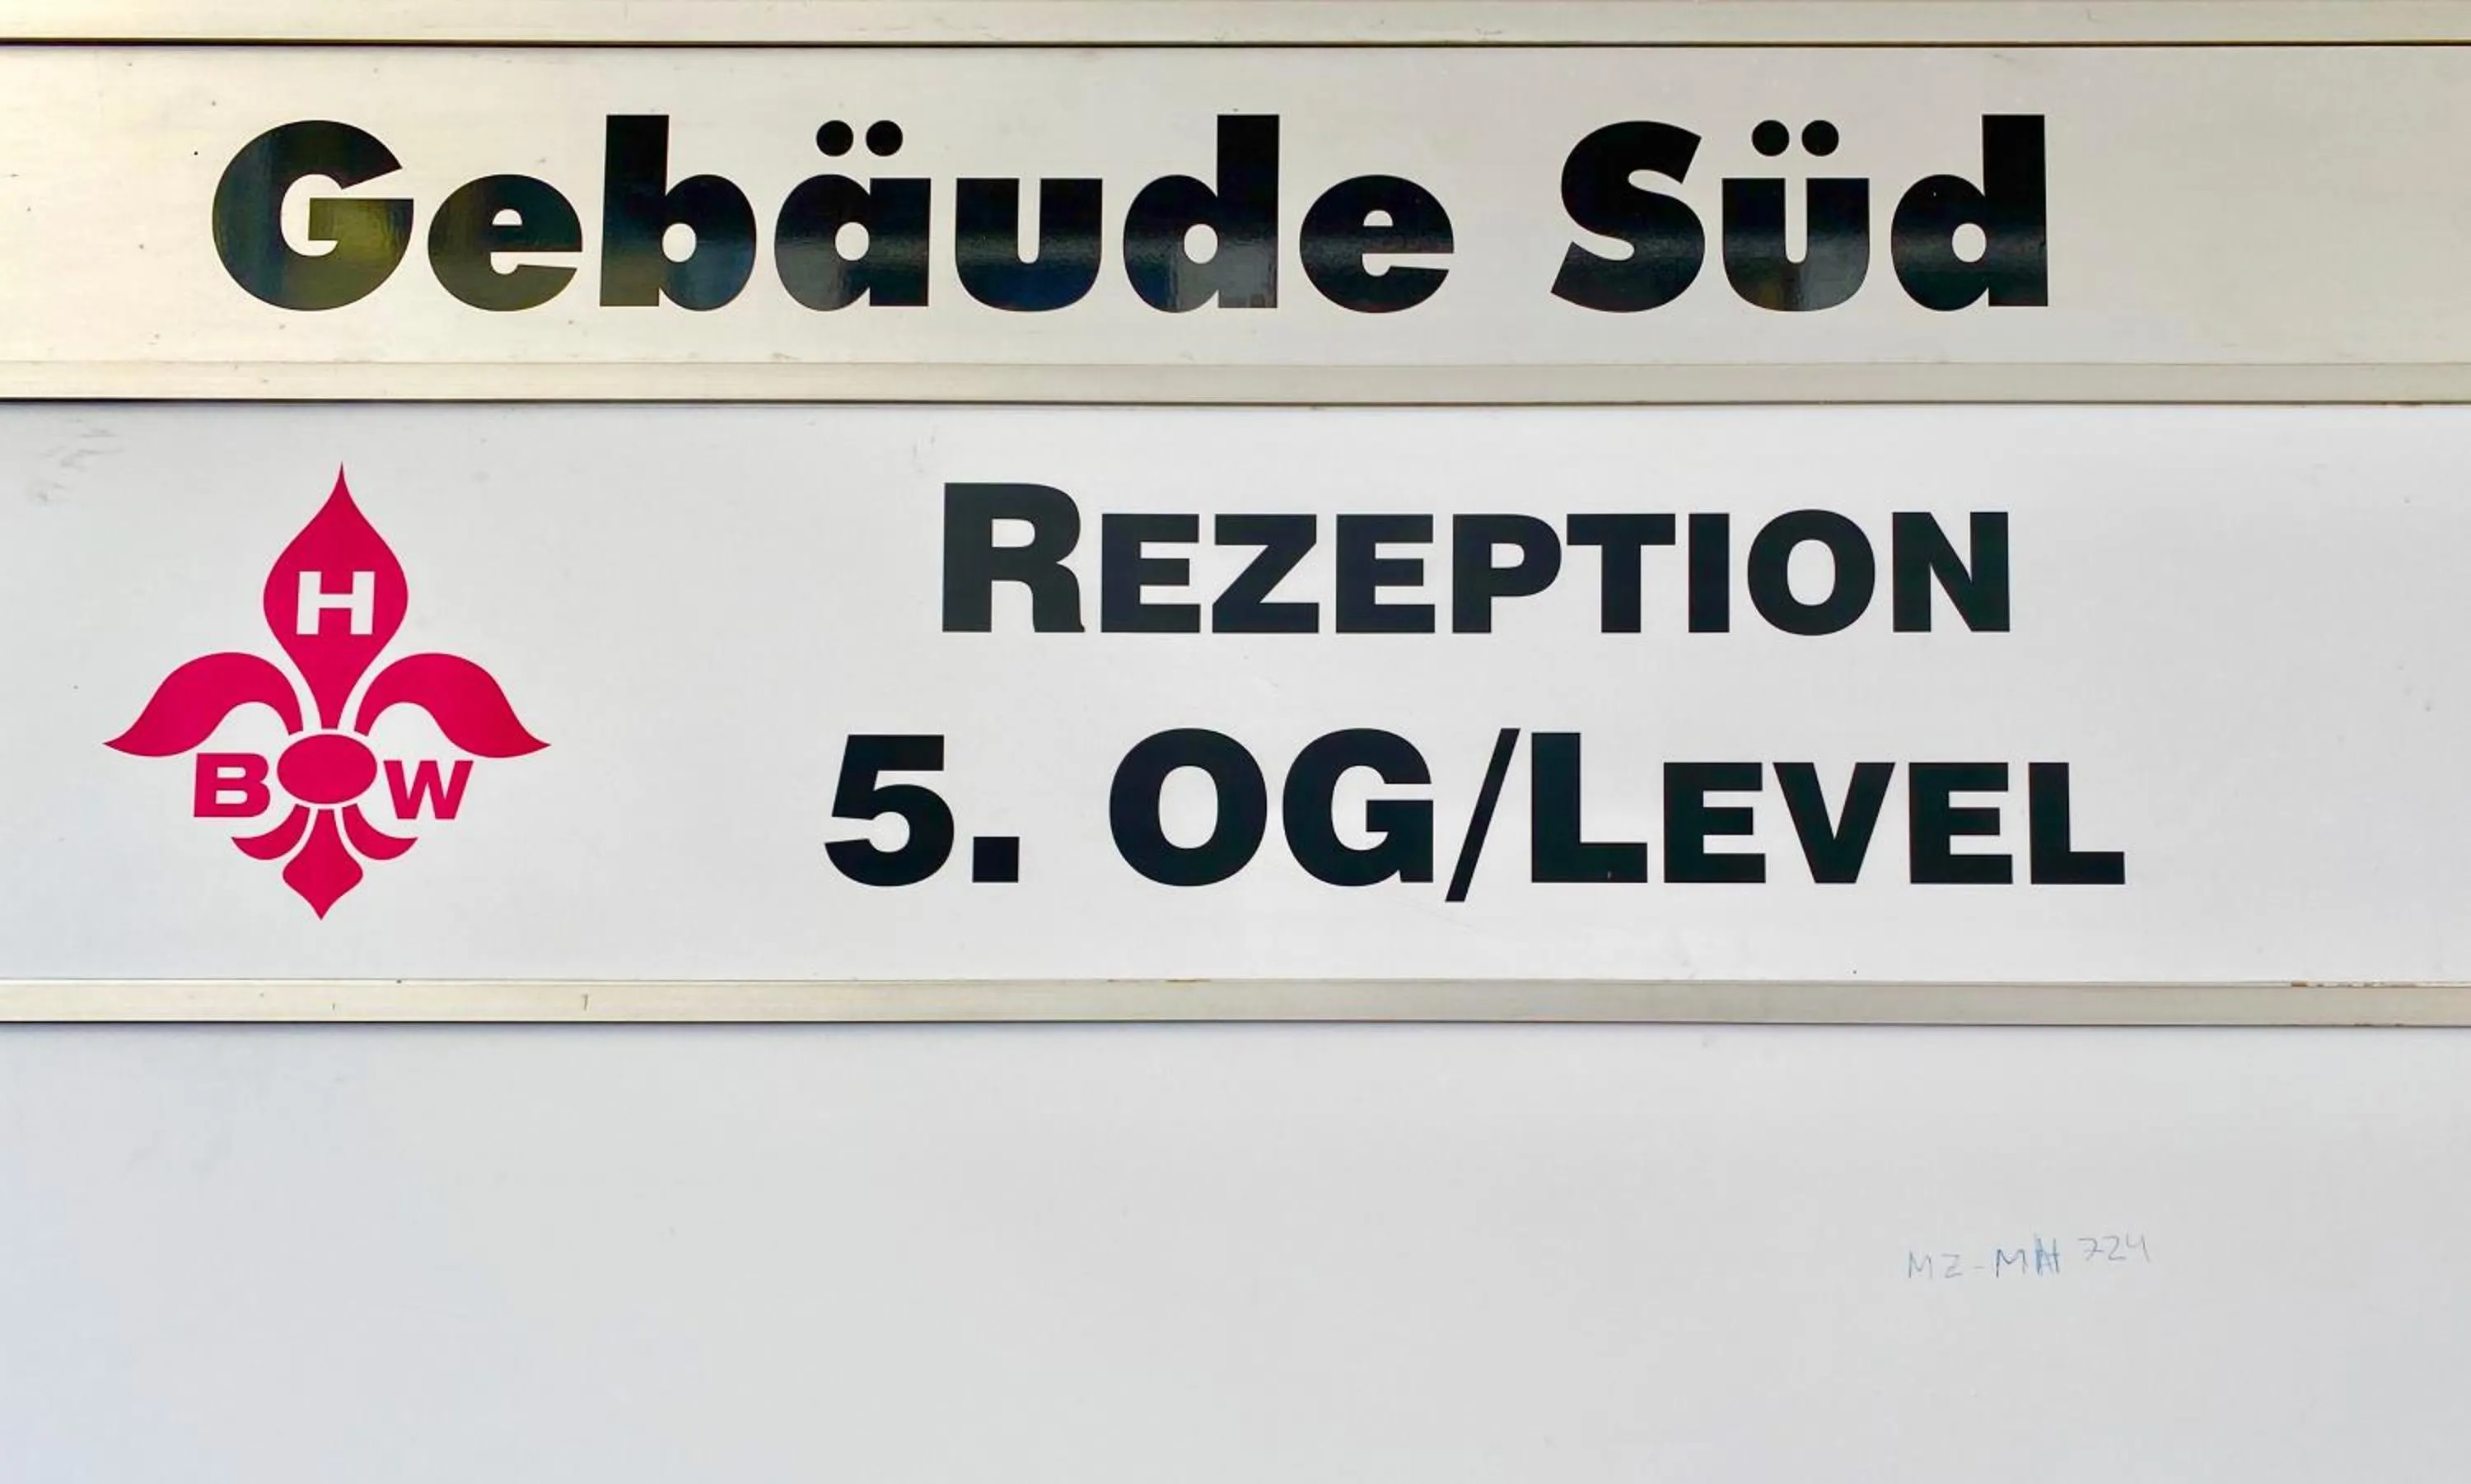 Gebäude Süd
H
B W
REZEPTION
5. OG/LEVEL
MZ-MH 724